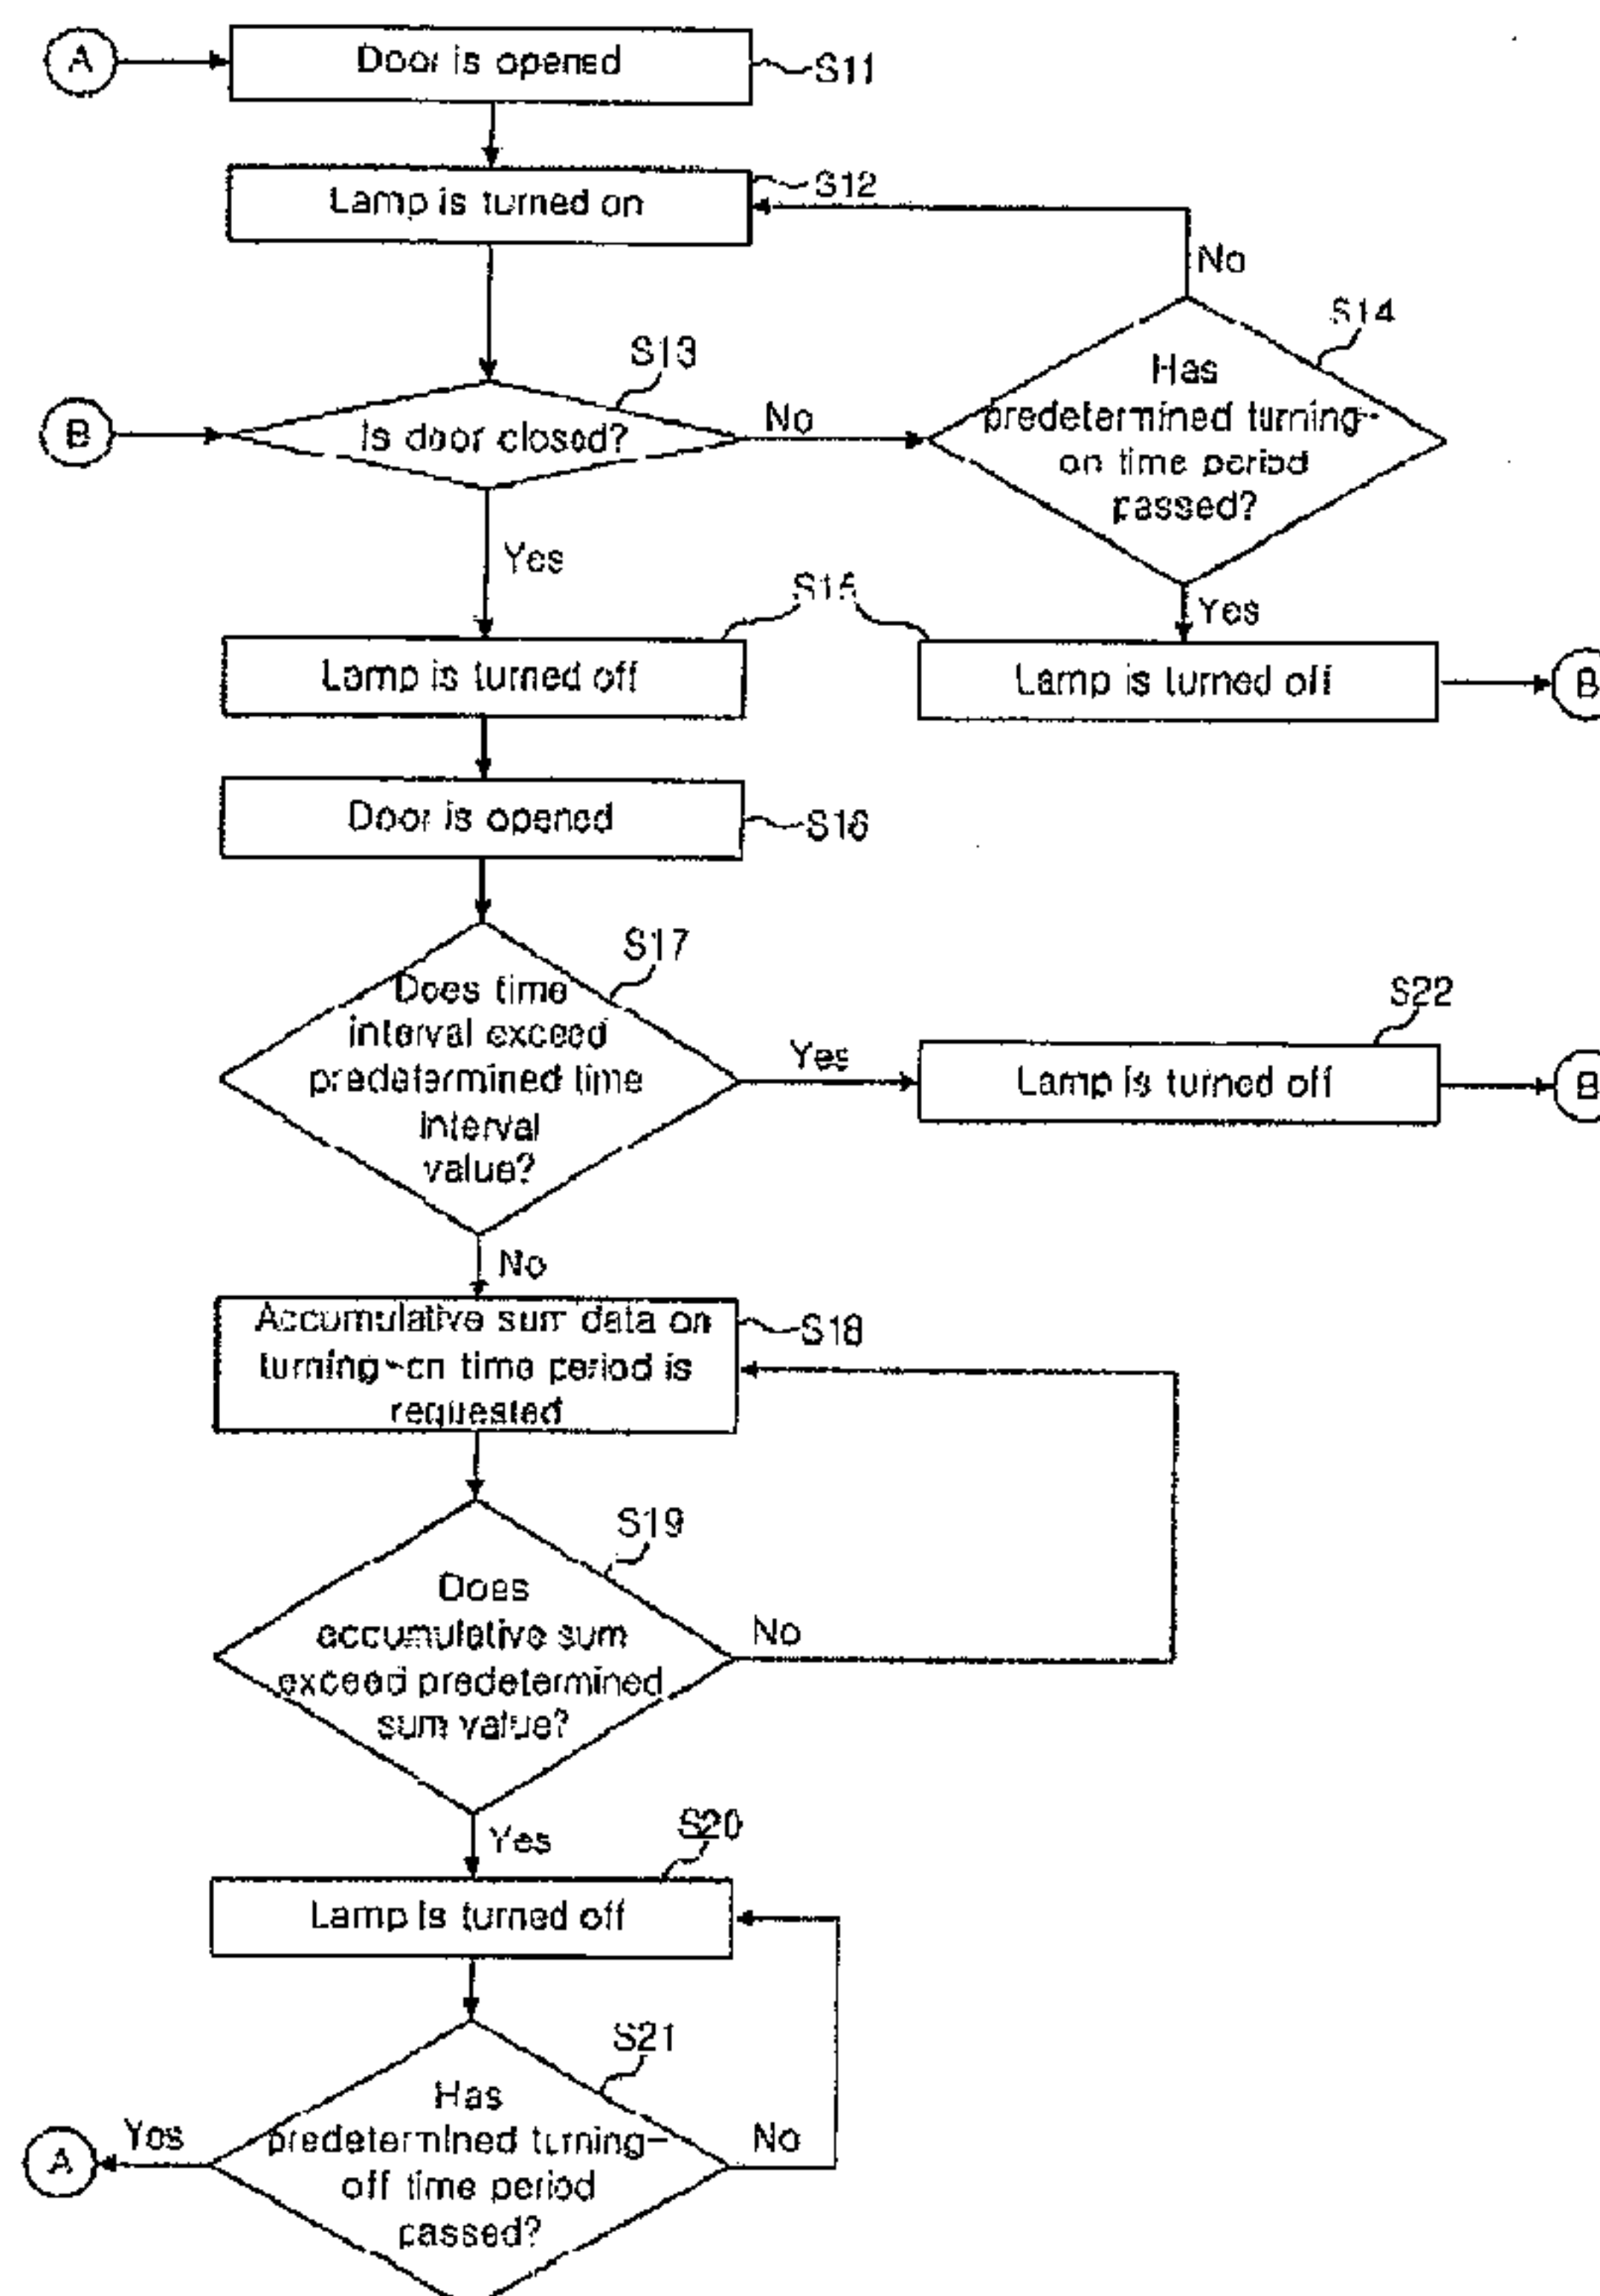 A
Door is opened
S11
Lamp is turned on
S12
No
S14
Has
predetermined turning-
on time period
passed?
S13
B
Is door closed?
No
Yes
Yes
S15
Lamp is turned off
Lamp is turned off
B
Door is opened
S16
S17
Does time
interval exceed
predetermined time
interval
value?
Yes
S22
Lamp is turned off
B
No
Accumulative sum data on
turning-on time period is
requested
S18
S19
Does
accumulative sum
exceed predetermined
sum value?
No
Yes
S20
Lamp is turned off
S21
Has
predetermined turning-
off time period
passed?
No
Yes
A